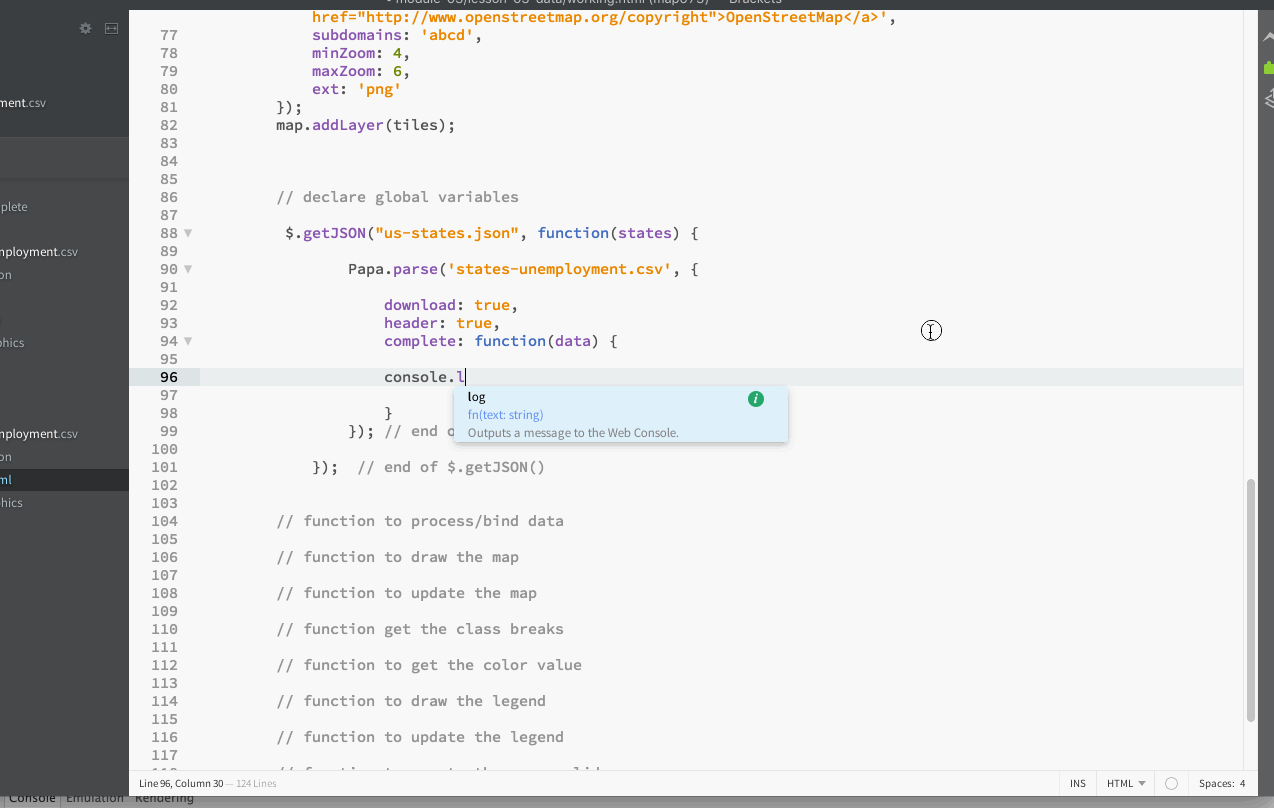 module-03/lesson-03-data/working.html (map673) — Brackets
href="http://www.openstreetmap.org/copyright">OpenStreetMap</a>',
77 subdomains: 'abcd',
78 minZoom: 4,
79 maxZoom: 6,
80 ext: 'png'
81 });
82 map.addLayer(tiles);
83
84
85
86 // declare global variables
87
88 $.getJSON("us-states.json", function(states) {
89
90 Papa.parse('states-unemployment.csv', {
91
92 download: true,
93 header: true,
94 complete: function(data) {
95
96 console.l
97
98 }
99 }); // end o
100
101 });  // end of $.getJSON()
102
103
104 // function to process/bind data
105
106 // function to draw the map
107
108 // function to update the map
109
110 // function get the class breaks
111
112 // function to get the color value
113
114 // function to draw the legend
115
116 // function to update the legend
117
log
fn(text: string)
Outputs a message to the Web Console.
ment.csv
plete
nployment.csv
on
phics
nployment.csv
on
ml
phics
Line 96, Column 30 — 124 Lines
INS
HTML
Spaces: 4
Console Emulation Rendering